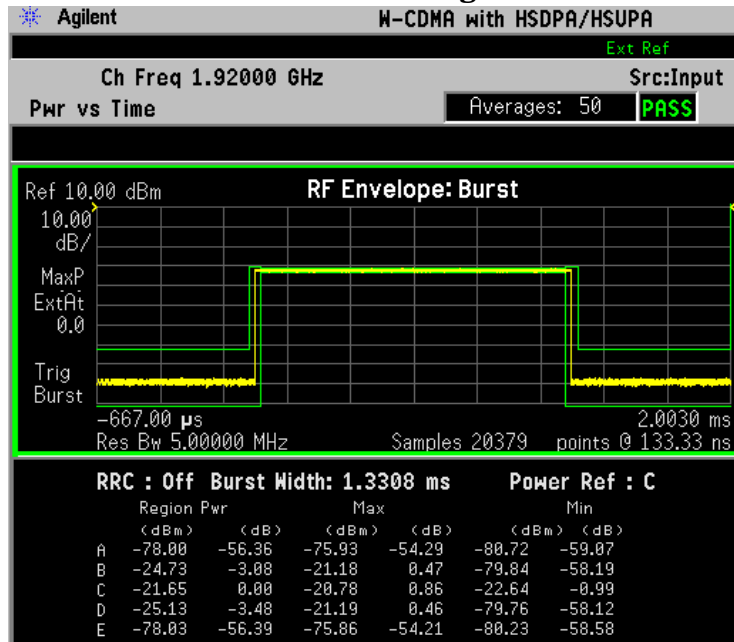 Agilent W-CDMA with HSDPA/HSUPA
Ext Ref
Ch Freq 1.92000 GHz Src:Input
Pwr vs Time Averages: 50 PASS
Ref 10.00 dBm RF Envelope: Burst
10.00
dB/
MaxP
ExtAt
0.0
Trig
Burst
-667.00 µs 2.0030 ms
Res Bw 5.00000 MHz Samples 20379 points @ 133.33 ns
RRC : Off Burst Width: 1.3308 ms Power Ref : C
Region Pwr Max Min
(dBm) (dB) (dBm) (dB) (dBm) (dB)
A -78.00 -56.36 -75.93 -54.29 -80.72 -59.07
B -24.73 -3.08 -21.18 0.47 -79.84 -58.19
C -21.65 0.00 -20.78 0.86 -22.64 -0.99
D -25.13 -3.48 -21.19 0.46 -79.76 -58.12
E -78.03 -56.39 -75.86 -54.21 -80.23 -58.58